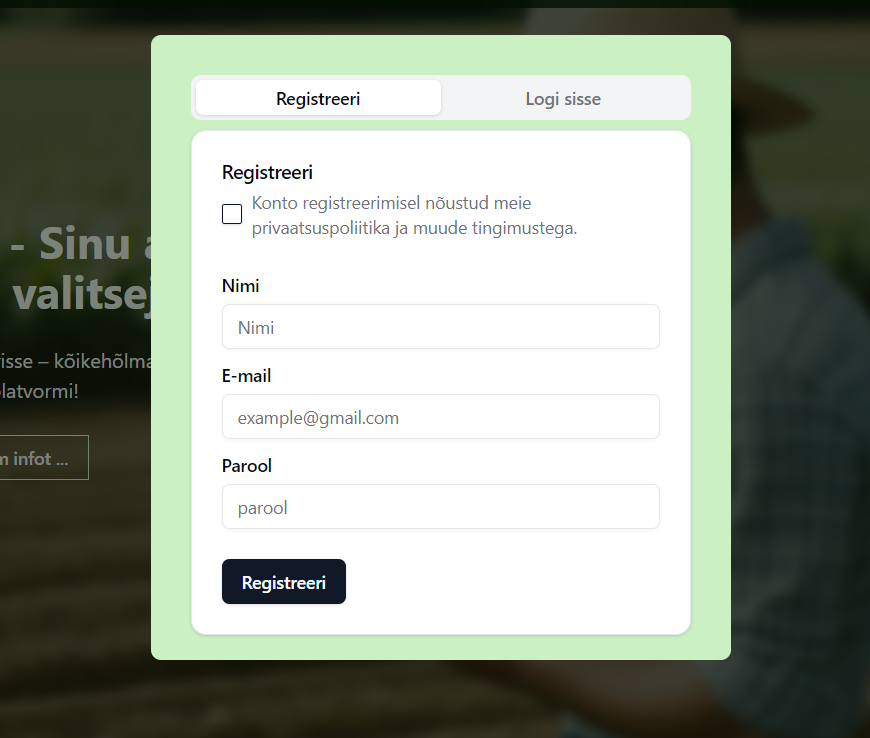 Registreeri
Logi sisse
Registreeri
Konto registreerimisel nõustud meie
privaatsuspoliitika ja muude tingimustega.
- Sinu
valitsej
Nimi
Nimi
isse – kõikehõlma
latvormi!
E-mail
example@gmail.com
m infot ...
Parool
parool
Registreeri